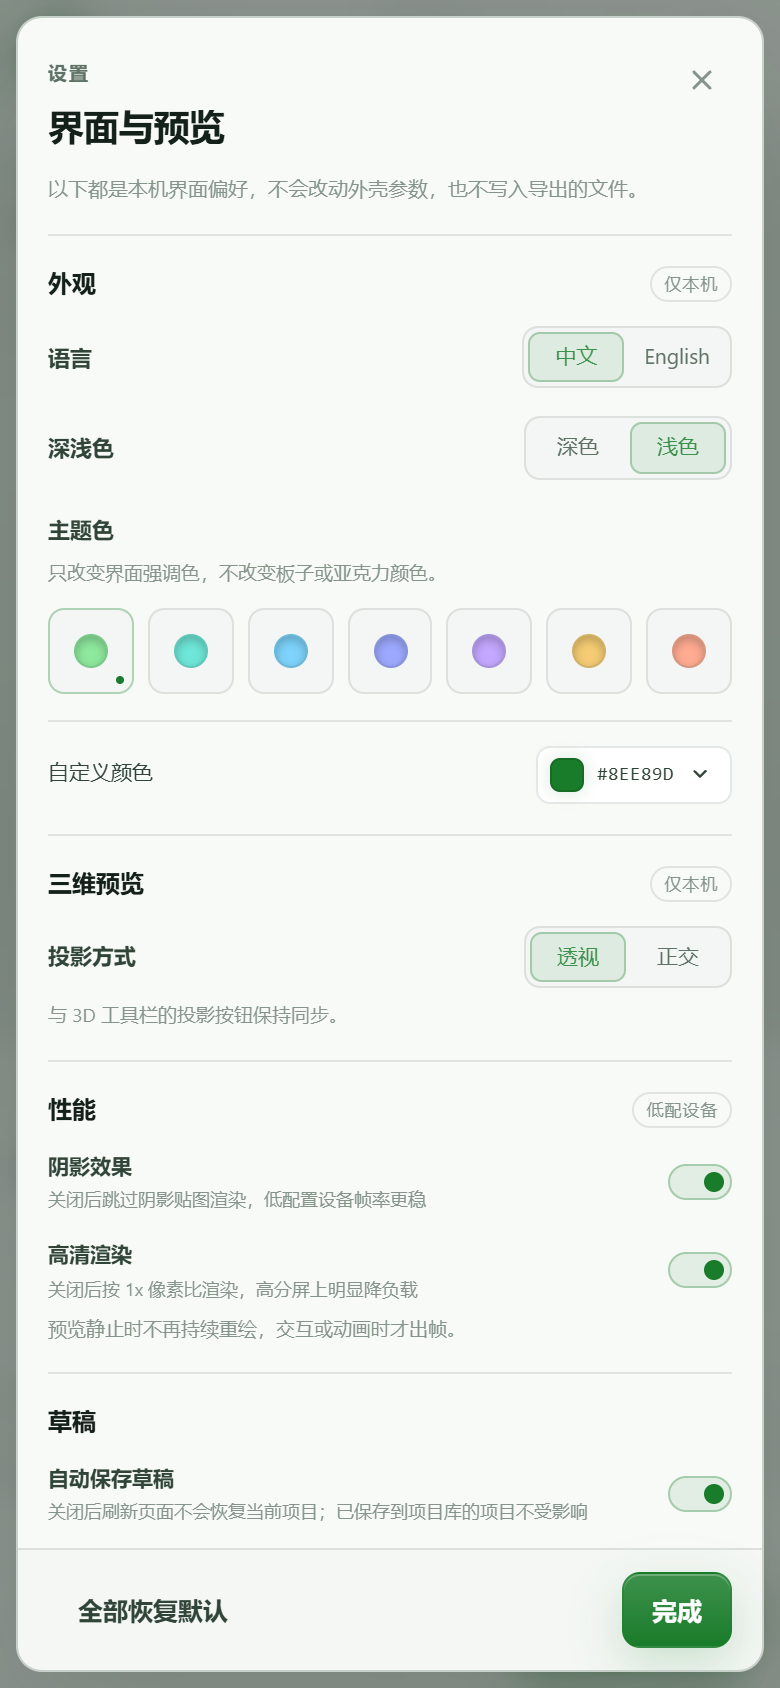 设置
界面与预览
以下都是本机界面偏好，不会改动外壳参数，也不写入导出的文件。
外观 仅本机
语言 中文 English
深浅色 深色 浅色
主题色
只改变界面强调色，不改变板子或亚克力颜色。
自定义颜色 #8EE89D
三维预览 仅本机
投影方式 透视 正交
与 3D 工具栏的投影按钮保持同步。
性能 低配设备
阴影效果
关闭后跳过阴影贴图渲染，低配置设备帧率更稳
高清渲染
关闭后按 1x 像素比渲染，高分屏上明显降负载
预览静止时不再持续重绘，交互或动画时才出帧。
草稿
自动保存草稿
关闭后刷新页面不会恢复当前项目；已保存到项目库的项目不受影响
全部恢复默认 完成